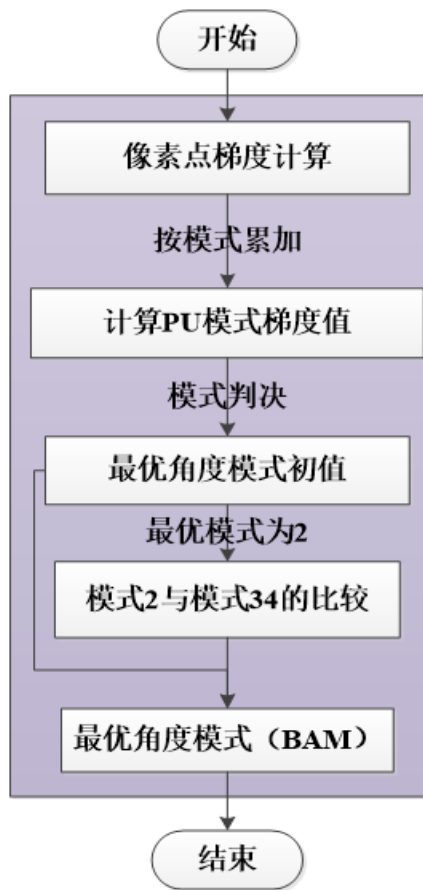 开始
像素点梯度计算
按模式累加
计算PU模式梯度值
模式判决
最优角度模式初值
最优模式为2
模式2与模式34的比较
最优角度模式（BAM）
结束